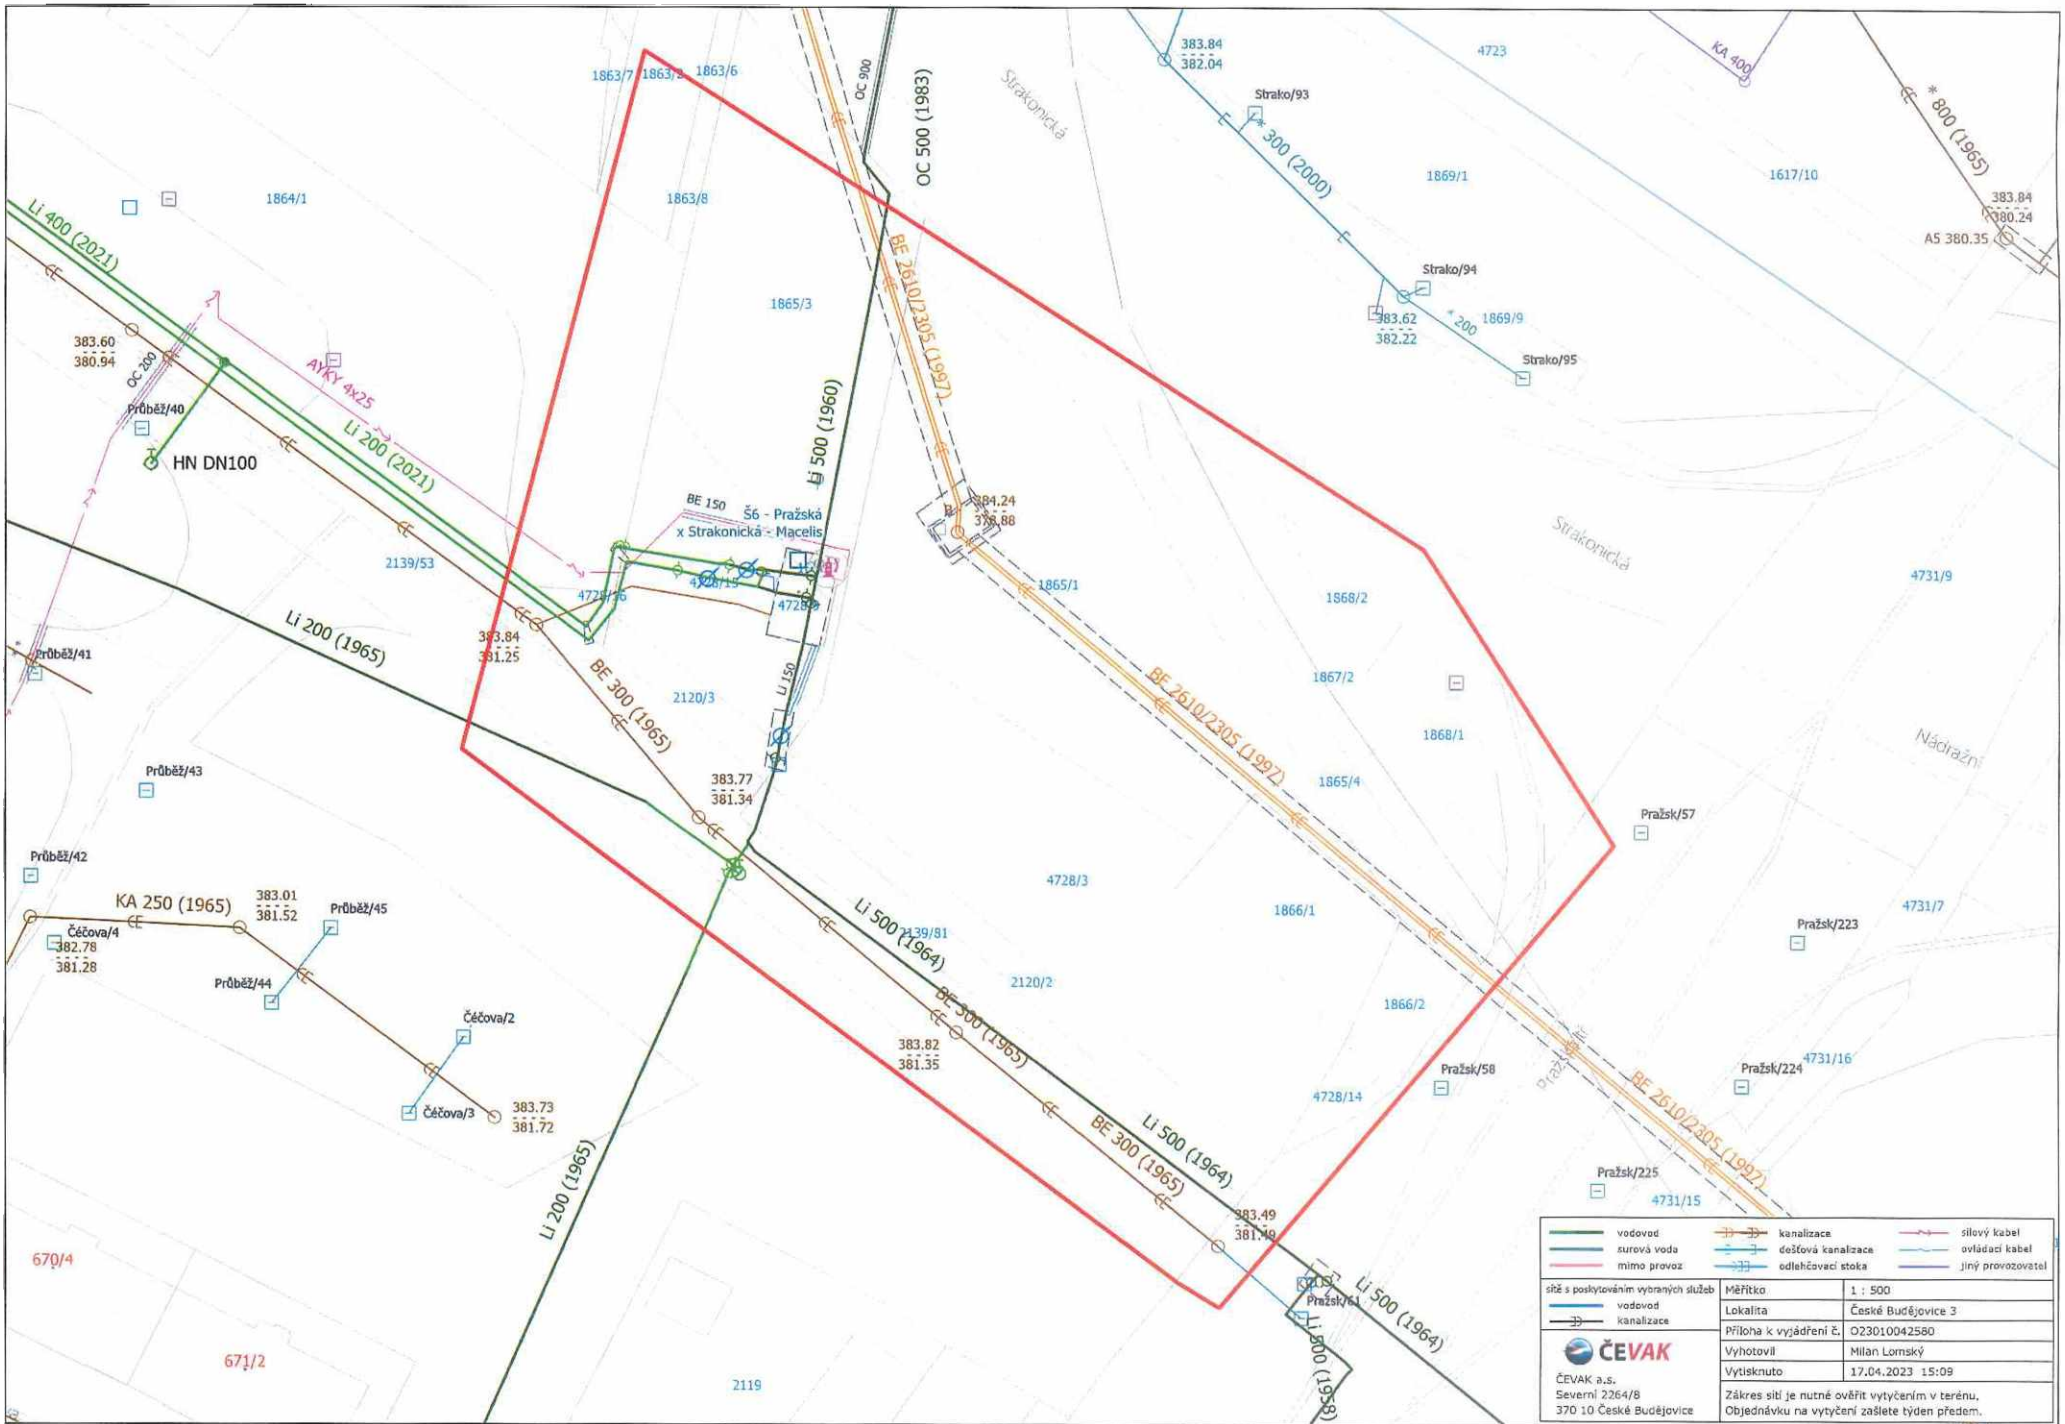 1863/7
1863/2
1863/6
OC 900
OC 500 (1983)
Strakonická
383.84
382.04
4723
KA 400
* 800 (1965)
Strako/93
* 300 (2000)
1869/1
1617/10
383.84
380.24
A5 380.35
1864/1
1863/8
Li 400 (2021)
BE 2610/2305 (1997)
1865/3
Strako/94
383.62
382.22
* 200
1869/9
Strako/95
383.60
380.94
OC 200
AYKY 4x25
Průběž/40
HN DN100
Li 200 (2021)
Li 500 (1960)
BE 150
Š6 - Pražská
x Strakonická - Macelis
384.24
378.88
Strakonická
2139/53
4728/16
4728/15
4728/9
1865/1
1868/2
4731/9
Li 200 (1965)
383.84
381.25
Průběž/41
BE 300 (1965)
2120/3
Li 150
1867/2
BE 2610/2305 (1997)
1868/1
Nádražní
Průběž/43
383.77
381.34
1865/4
Pražsk/57
Průběž/42
KA 250 (1965)
383.01
381.52
Průběž/45
4728/3
1866/1
4731/7
Čéčova/4
382.78
381.28
Li 500 (1964)
2139/81
Pražsk/223
Průběž/44
2120/2
BE 300 (1965)
1866/2
Čéčova/2
383.82
381.35
4731/16
Pražsk/58
Pražsk/224
Čéčova/3
383.73
381.72
4728/14
BE 2610/2305 (1997)
Li 200 (1965)
BE 300 (1965)
Li 500 (1964)
Pražsk/225
4731/15
383.49
381.49
670/4
Pražsk/61
Li 500 (1964)
Li 500 (1958)
671/2
2119
vodovod
kanalizace
silový kabel
surová voda
dešťová kanalizace
ovládací kabel
mimo provoz
odlehčovací stoka
jiný provozovatel
sítě s poskytováním vybraných služeb
vodovod
kanalizace
Měřítko 1 : 500
Lokalita České Budějovice 3
Příloha k vyjádření č. O23010042580
Vyhotovil Milan Lomský
Vytisknuto 17.04.2023 15:09
ČEVAK
ČEVAK a.s.
Severní 2264/8
370 10 České Budějovice
Zákres sítí je nutné ověřit vytyčením v terénu.
Objednávku na vytyčení zašlete týden předem.